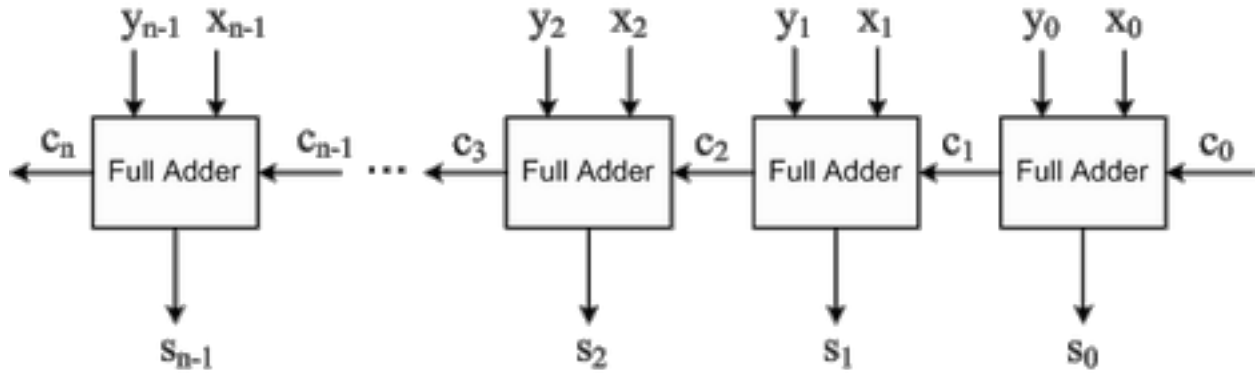 yₙ₋₁ xₙ₋₁ y₂ x₂ y₁ x₁ y₀ x₀
cₙ Full Adder cₙ₋₁ ... c₃ Full Adder c₂ Full Adder c₁ Full Adder c₀
sₙ₋₁ s₂ s₁ s₀